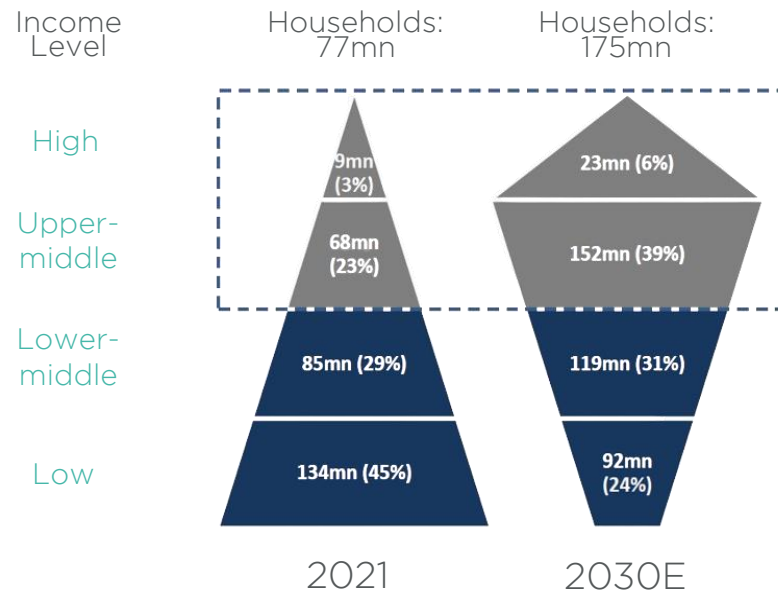 Income
Level
Households:
77mn
Households:
175mn
High
9mn
(3%)
23mn (6%)
Upper-
middle
68mn
(23%)
152mn (39%)
Lower-
middle
85mn (29%)
119mn (31%)
Low
134mn (45%)
92mn
(24%)
2021
2030E